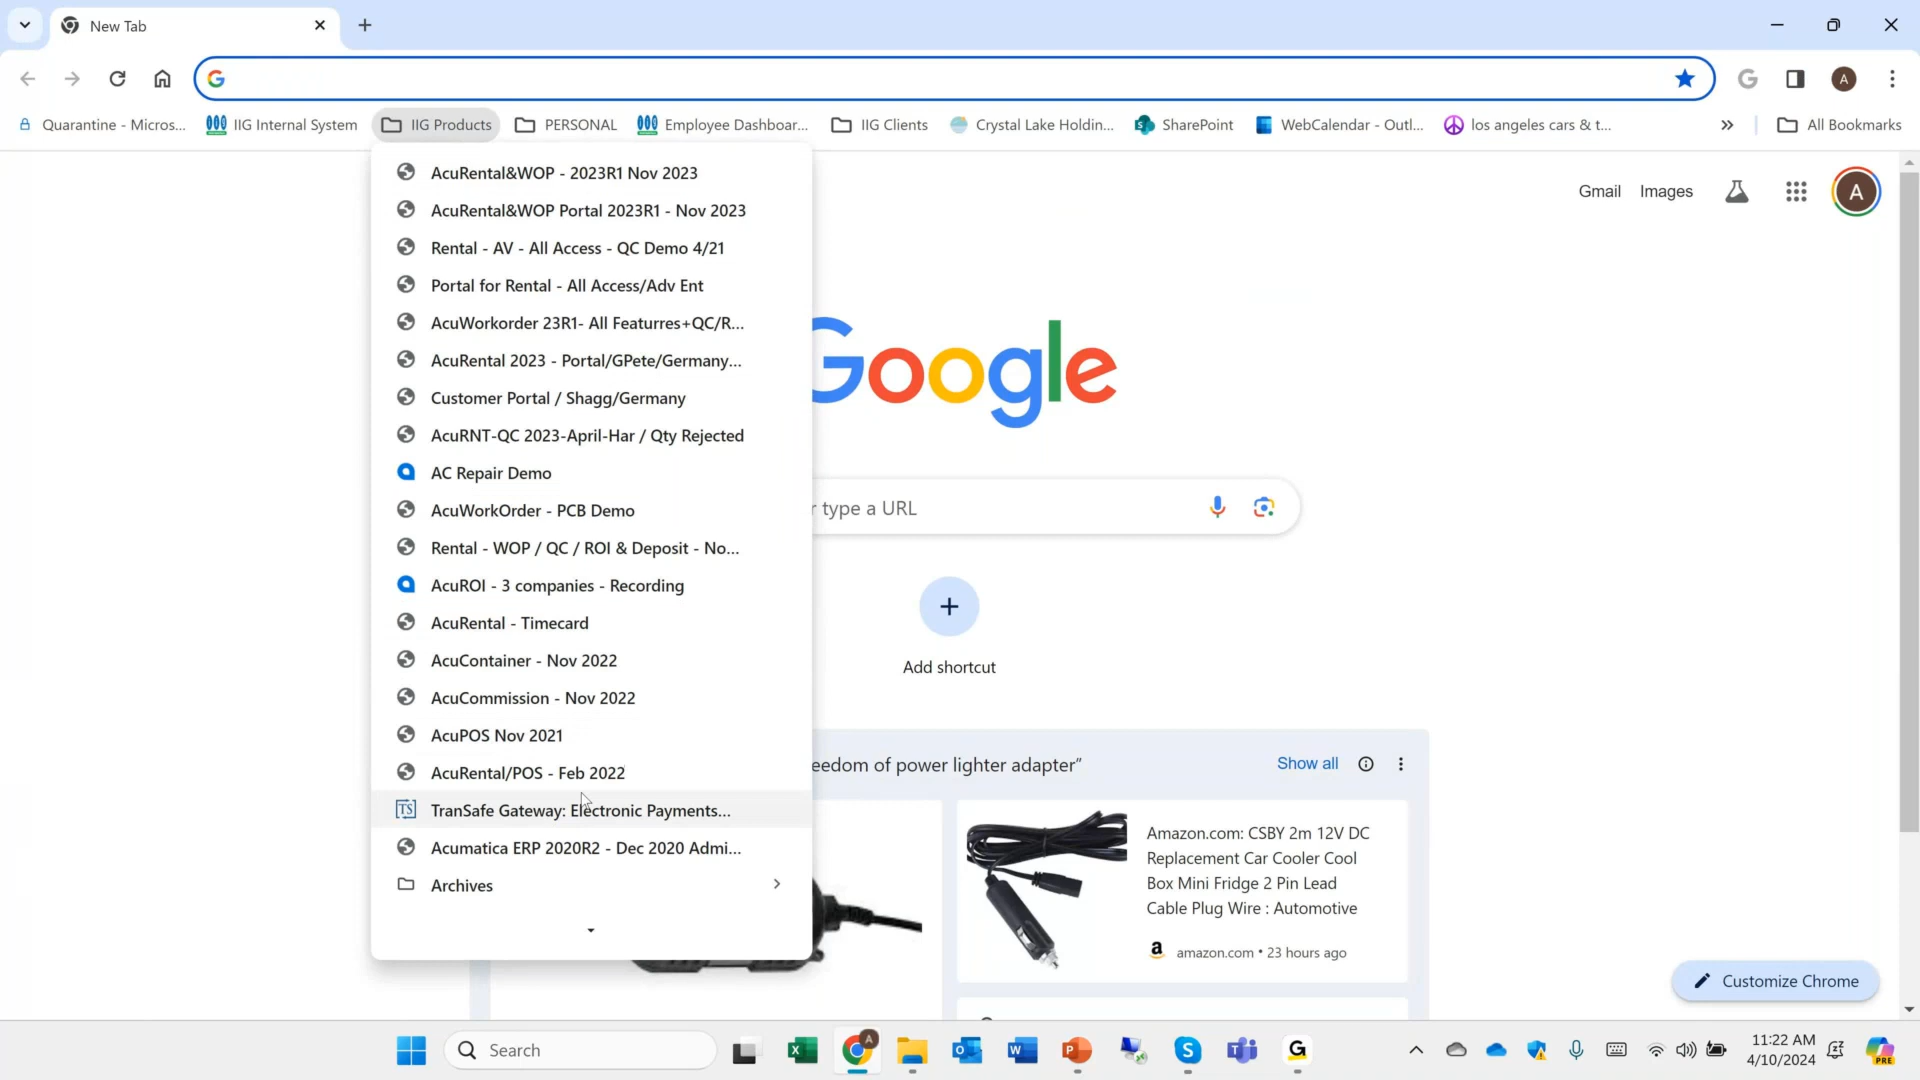 New Tab
Quarantine - Micros...
IIG Internal System
IIG Products
PERSONAL
Employee Dashboar...
IIG Clients
Crystal Lake Holdin...
SharePoint
WebCalendar - Outl...
los angeles cars & t...
All Bookmarks
Gmail
Images
A
A
AcuRental&WOP - 2023R1 Nov 2023
AcuRental&WOP Portal 2023R1 - Nov 2023
Rental - AV - All Access - QC Demo 4/21
Portal for Rental - All Access/Adv Ent
AcuWorkorder 23R1- All Featurres+QC/R...
AcuRental 2023 - Portal/GPete/Germany...
Customer Portal / Shagg/Germany
AcuRNT-QC 2023-April-Har / Qty Rejected
AC Repair Demo
AcuWorkOrder - PCB Demo
Rental - WOP / QC / ROI & Deposit - No...
AcuROI - 3 companies - Recording
AcuRental - Timecard
AcuContainer - Nov 2022
AcuCommission - Nov 2022
AcuPOS Nov 2021
AcuRental/POS - Feb 2022
TS
TranSafe Gateway: Electronic Payments...
Acumatica ERP 2020R2 - Dec 2020 Admi...
Archives
Google
r type a URL
Add shortcut
eedom of power lighter adapter”
Show all
Amazon.com: CSBY 2m 12V DC
Replacement Car Cooler Cool
Box Mini Fridge 2 Pin Lead
Cable Plug Wire : Automotive
amazon.com • 23 hours ago
Customize Chrome
Search
11:22 AM
4/10/2024
PRE